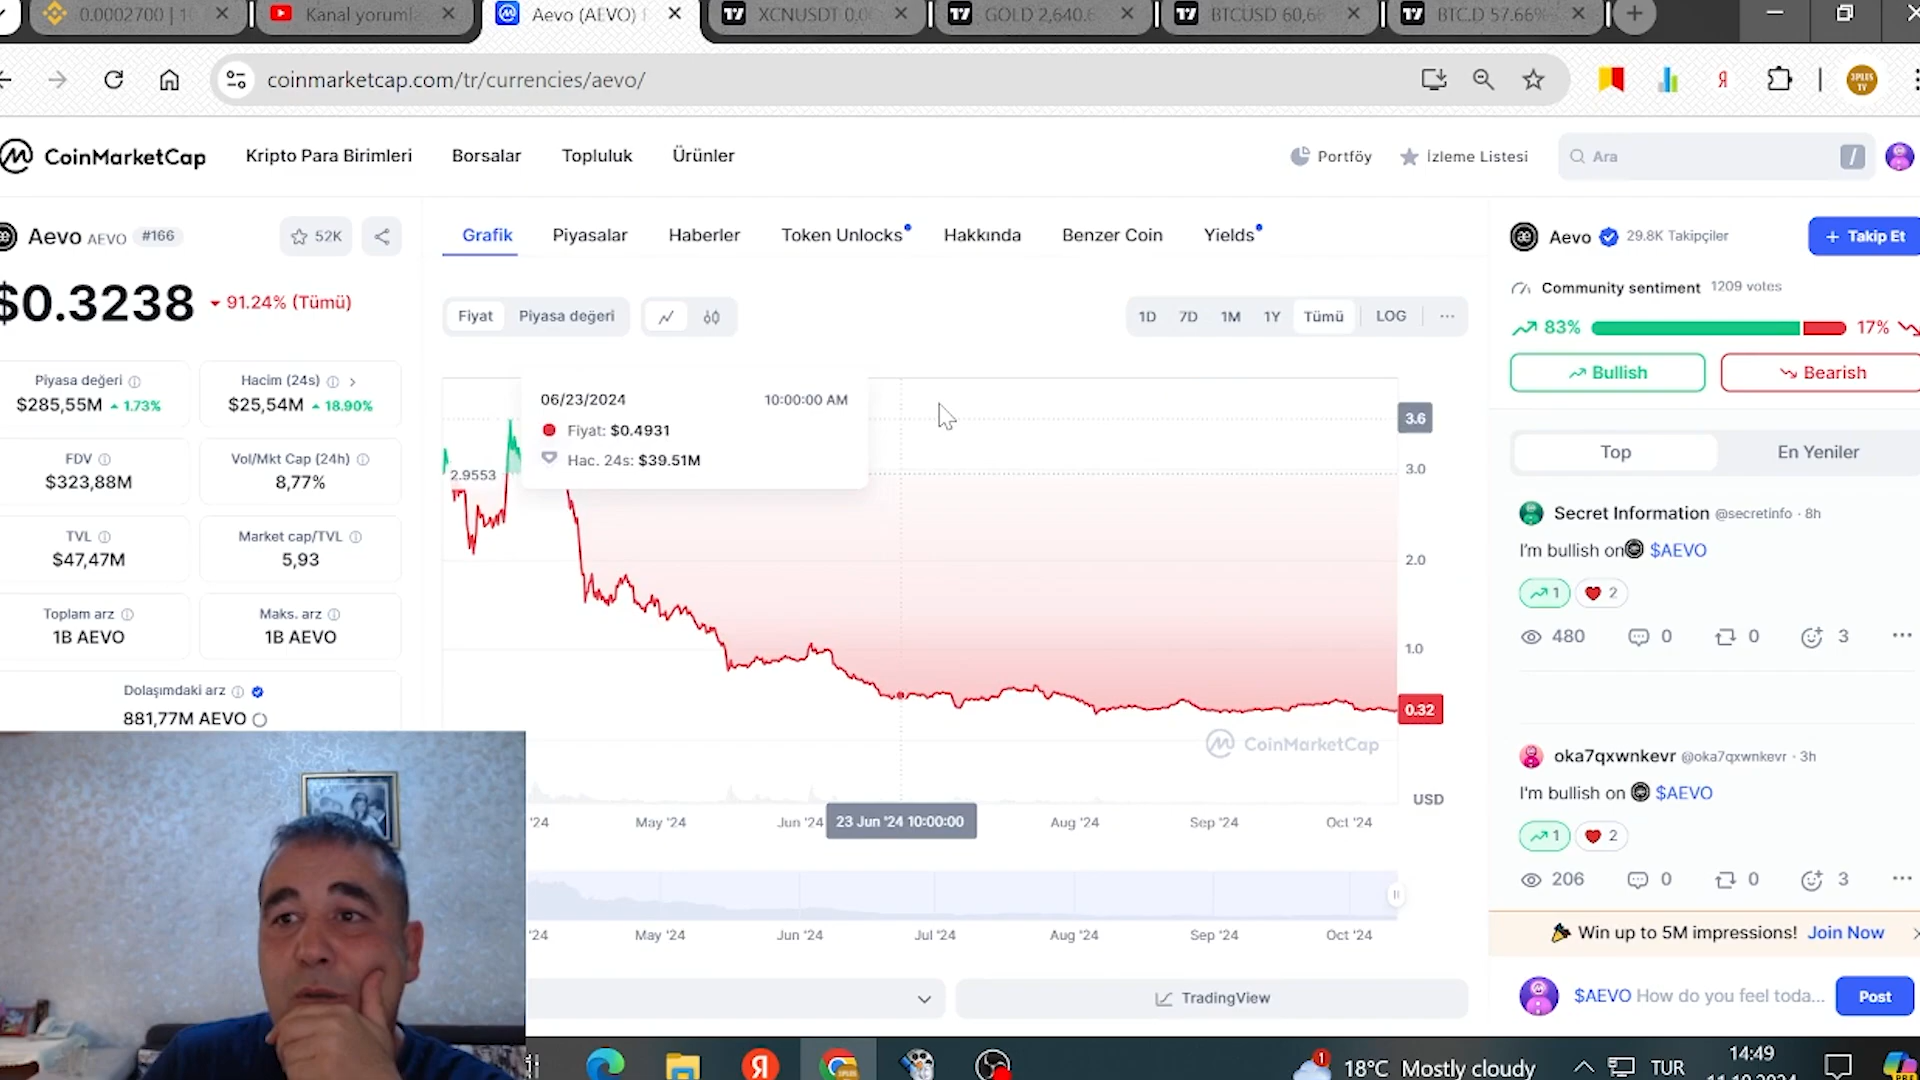 0.0002700 | 1
Kanal yoruml
Aevo (AEVO) f
XCNUSDT 0,0
GOLD 2,640.6
BTCUSD 60,66
BTC.D 57.66%
coinmarketcap.com/tr/currencies/aevo/
CoinMarketCap
Kripto Para Birimleri
Borsalar
Topluluk
Ürünler
Portföy
İzleme Listesi
Ara
/
Aevo AEVO #166
52K
$0.3238
91.24% (Tümü)
Piyasa değeri
$285,55M 1.73%
Hacim (24s)
$25,54M 18.90%
FDV
$323,88M
Vol/Mkt Cap (24h)
8,77%
TVL
$47,47M
Market cap/TVL
5,93
Toplam arz
1B AEVO
Maks. arz
1B AEVO
Dolaşımdaki arz
881,77M AEVO
Grafik
Piyasalar
Haberler
Token Unlocks
Hakkında
Benzer Coin
Yields
Fiyat
Piyasa değeri
1D
7D
1M
1Y
Tümü
LOG
06/23/2024
10:00:00 AM
Fiyat: $0.4931
Hac. 24s: $39.51M
2.9553
3.6
3.0
2.0
1.0
0.32
CoinMarketCap
USD
'24
May '24
Jun '24
23 Jun '24 10:00:00
Aug '24
Sep '24
Oct '24
'24
May '24
Jun '24
Jul '24
Aug '24
Sep '24
Oct '24
TradingView
Aevo 29.8K Takipçiler
+ Takip Et
Community sentiment 1209 votes
83%
17%
Bullish
Bearish
Top
En Yeniler
Secret Information @secretinfo · 8h
I'm bullish on $AEVO
1
2
480
0
0
3
oka7qxwnkevr @oka7qxwnkevr · 3h
I'm bullish on $AEVO
1
2
206
0
0
3
Win up to 5M impressions! Join Now
$AEVO How do you feel toda...
Post
1
18°C Mostly cloudy
TUR
14:49